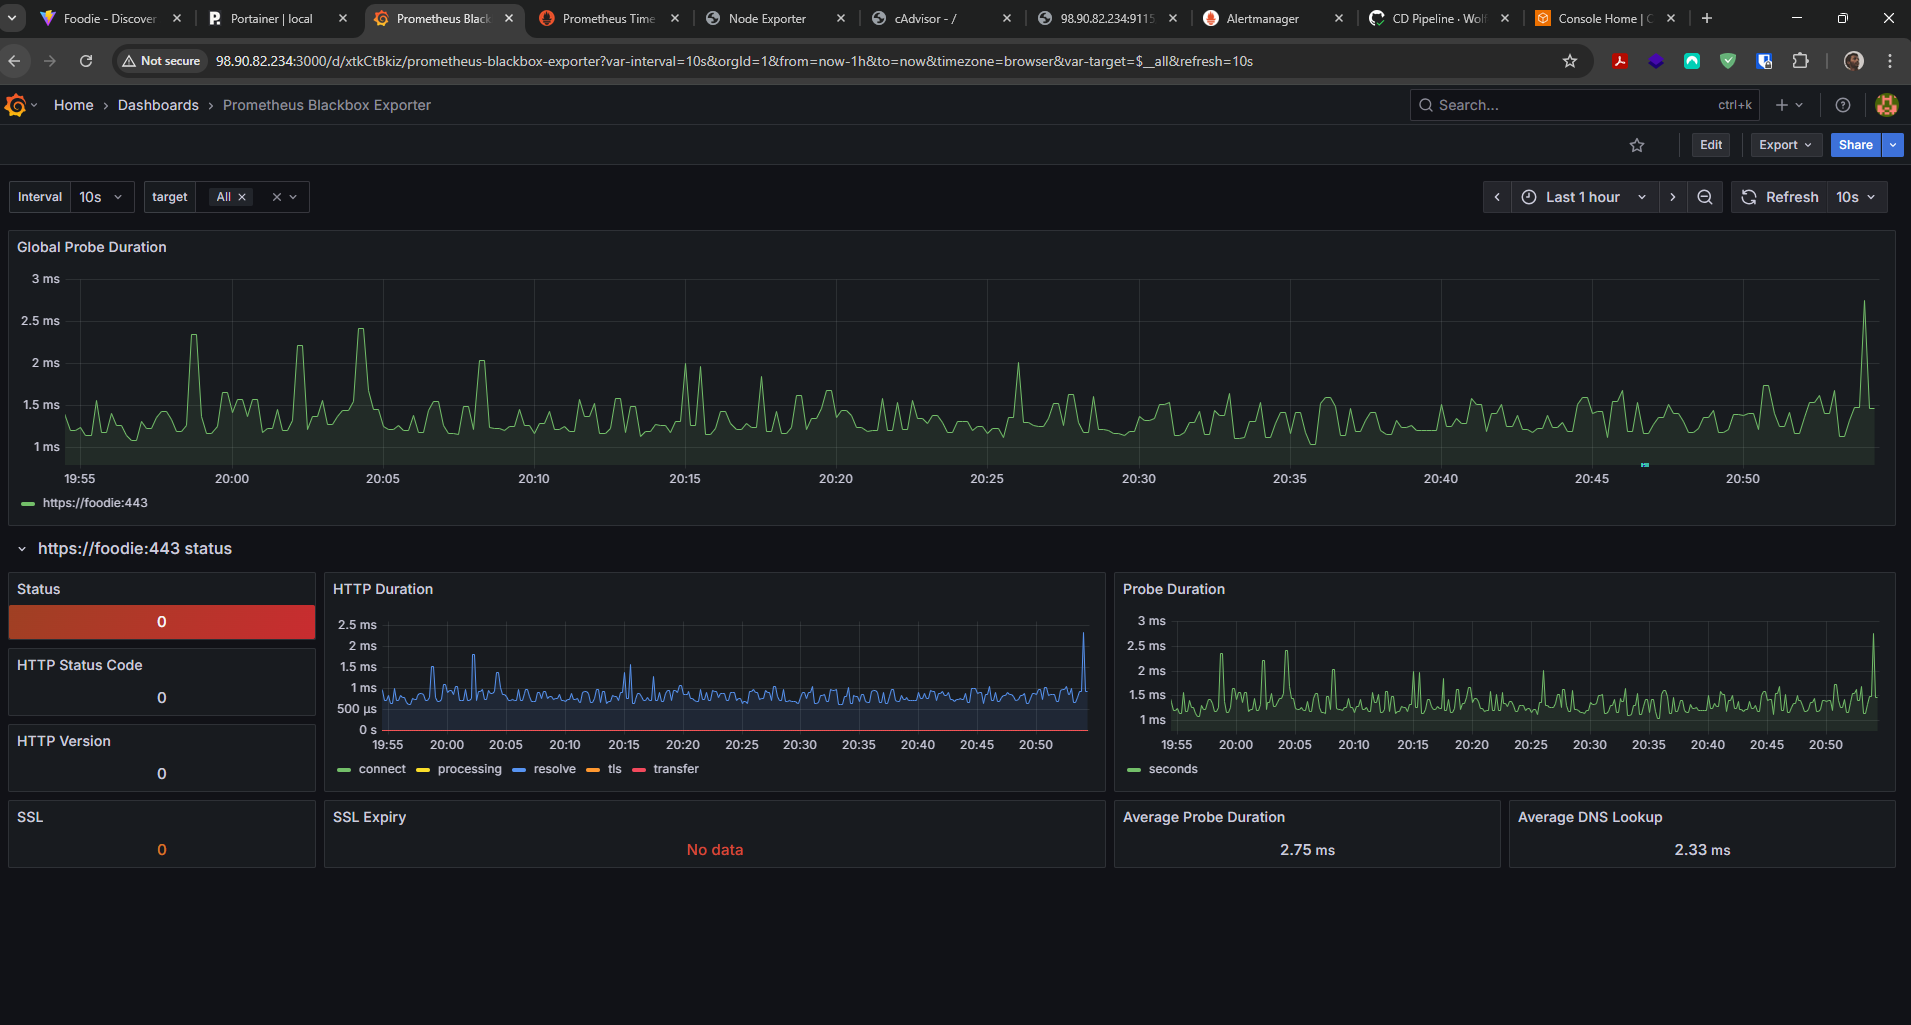 Foodie - Discover
Portainer | local
Prometheus Black
Prometheus Time
Node Exporter
cAdvisor - /
98.90.82.234:9115
Alertmanager
CD Pipeline · Wolf
Console Home | C
Not secure
98.90.82.234:3000/d/xtkCtBkiz/prometheus-blackbox-exporter?var-interval=10s&orgId=1&from=now-1h&to=now&timezone=browser&var-target=$__all&refresh=10s
Home › Dashboards › Prometheus Blackbox Exporter
Search... ctrl+k
Edit Export Share
Interval 10s target All
Last 1 hour Refresh 10s
Global Probe Duration
3 ms
2.5 ms
2 ms
1.5 ms
1 ms
19:55 20:00 20:05 20:10 20:15 20:20 20:25 20:30 20:35 20:40 20:45 20:50
https://foodie:443
https://foodie:443 status
Status
0
HTTP Status Code
0
HTTP Version
0
SSL
0
HTTP Duration
2.5 ms
2 ms
1.5 ms
1 ms
500 µs
0 s
19:55 20:00 20:05 20:10 20:15 20:20 20:25 20:30 20:35 20:40 20:45 20:50
connect processing resolve tls transfer
SSL Expiry
No data
Probe Duration
3 ms
2.5 ms
2 ms
1.5 ms
1 ms
19:55 20:00 20:05 20:10 20:15 20:20 20:25 20:30 20:35 20:40 20:45 20:50
seconds
Average Probe Duration
2.75 ms
Average DNS Lookup
2.33 ms